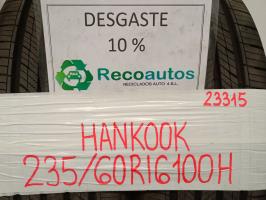 DESGASTE
10 %
Recoautos
RECICLADOS AUTO 4 S.L.
23315
HANKOOK
235/60R16100H